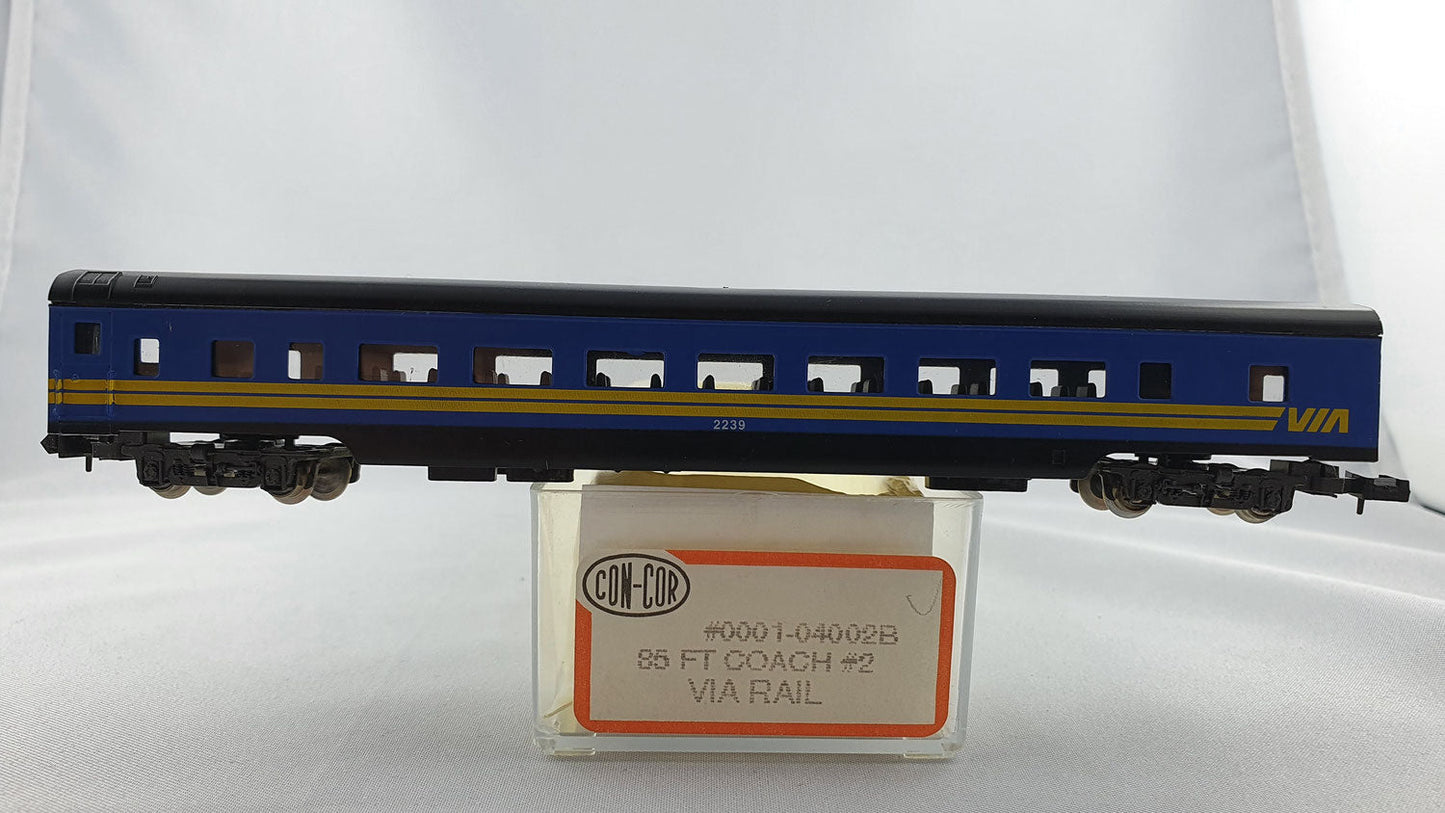 VIA
2239
CON-COR
#0001-04002B
85 FT COACH #2
VIA RAIL